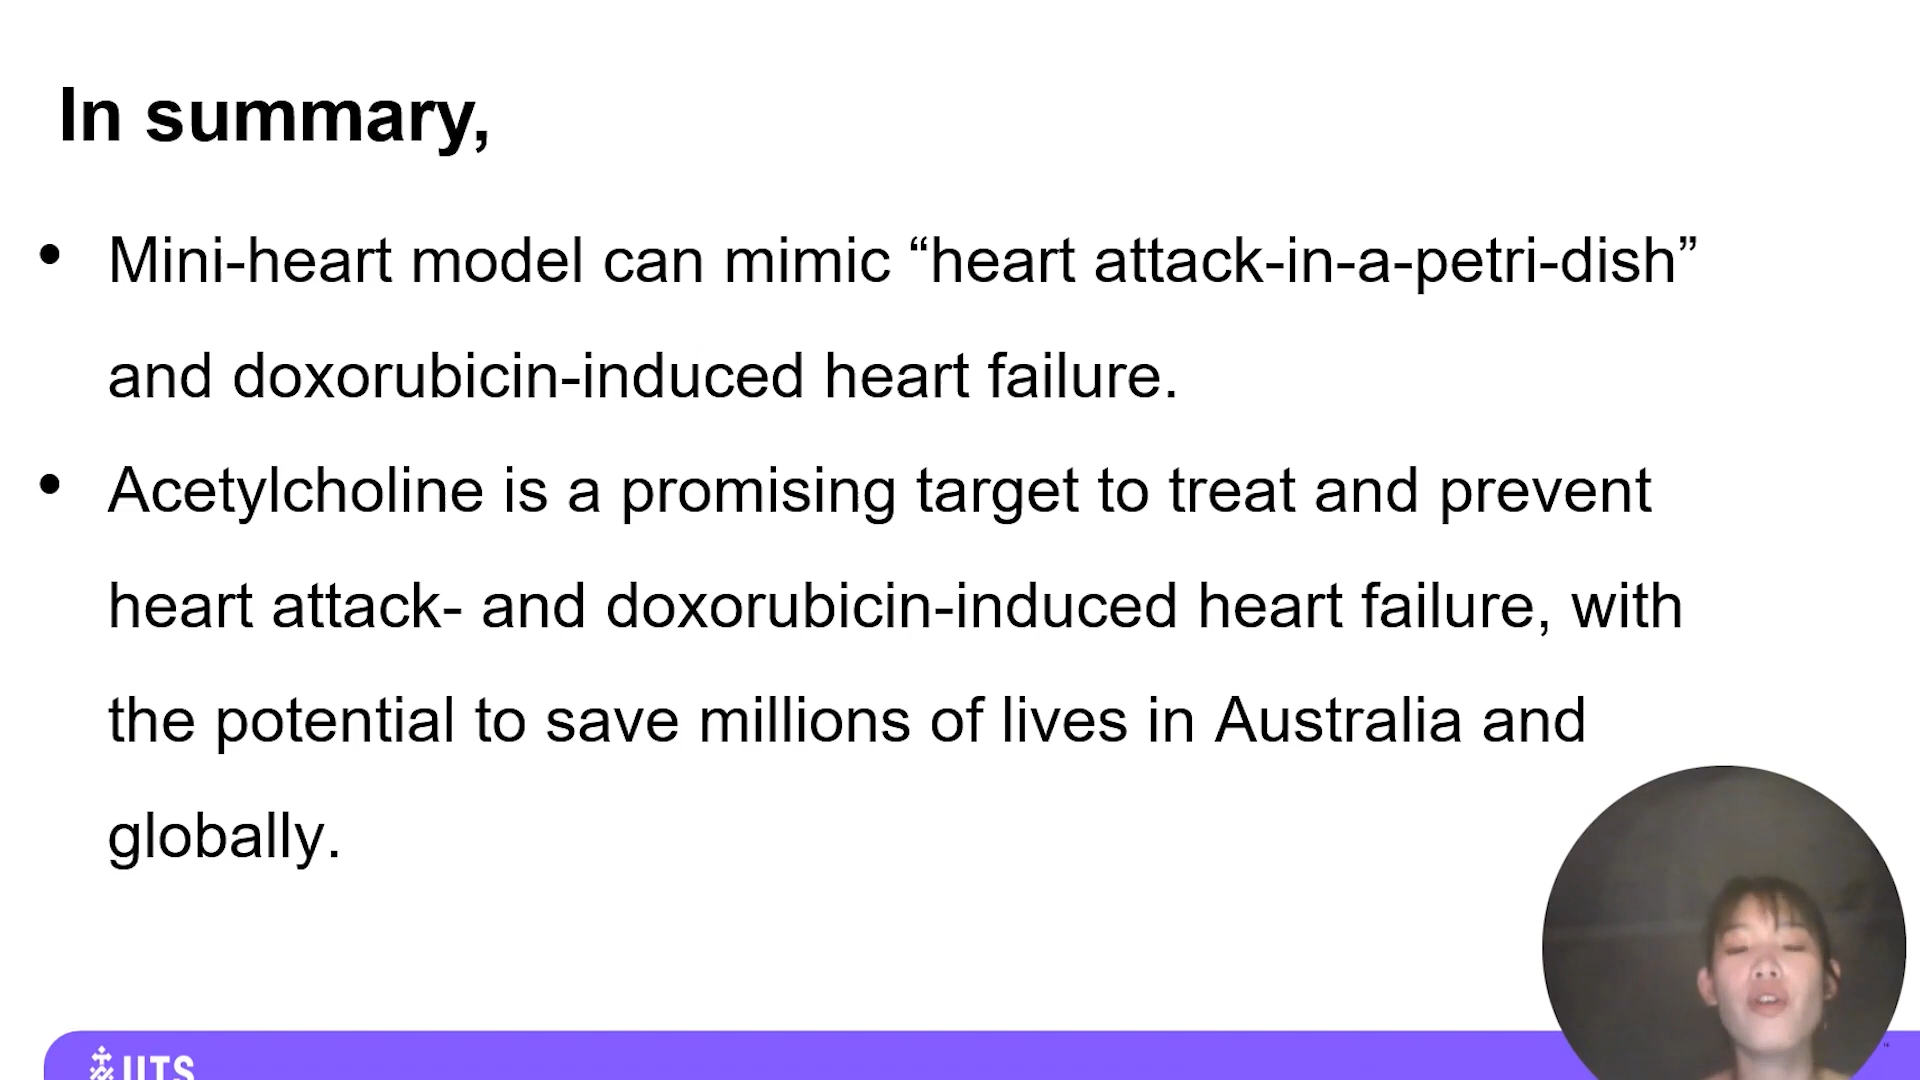 In summary,
• Mini-heart model can mimic “heart attack-in-a-petri-dish”
and doxorubicin-induced heart failure.
• Acetylcholine is a promising target to treat and prevent
heart attack- and doxorubicin-induced heart failure, with
the potential to save millions of lives in Australia and
globally.
UTS